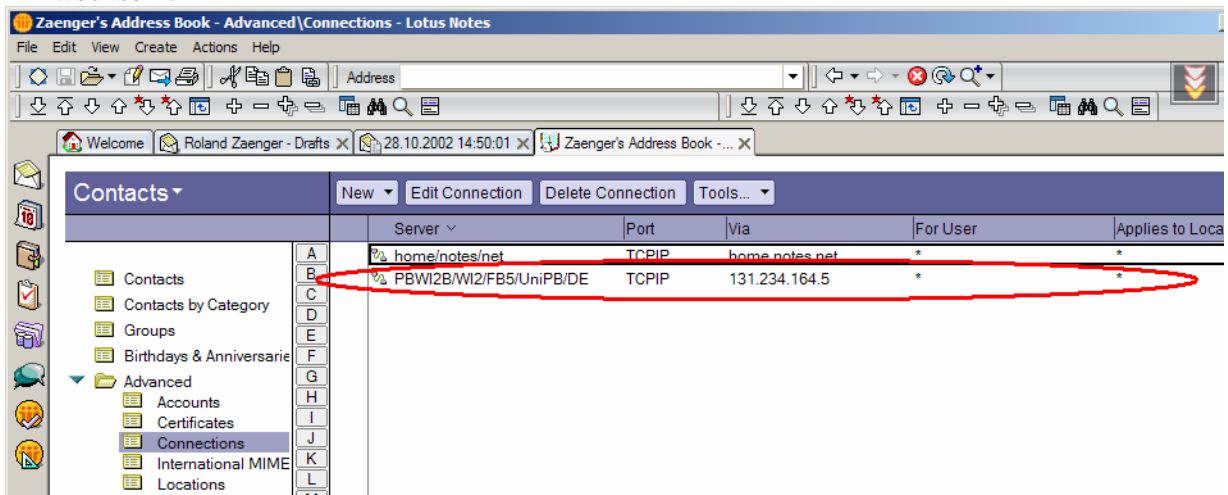 Zaenger's Address Book - Advanced\Connections - Lotus Notes
File Edit View Create Actions Help
Address
Welcome Roland Zaenger - Drafts 28.10.2002 14:50:01 Zaenger's Address Book -...
Contacts New Edit Connection Delete Connection Tools...
Server Port Via For User Applies to Loca
A home/notes/net TCPIP home.notes.net * *
Contacts B PBWI2B/WI2/FB5/UniPB/DE TCPIP 131.234.164.5 * *
C
Contacts by Category D
Groups E
Birthdays & Anniversarie F
Advanced G
Accounts H
Certificates I
Connections J
International MIME K
Locations L